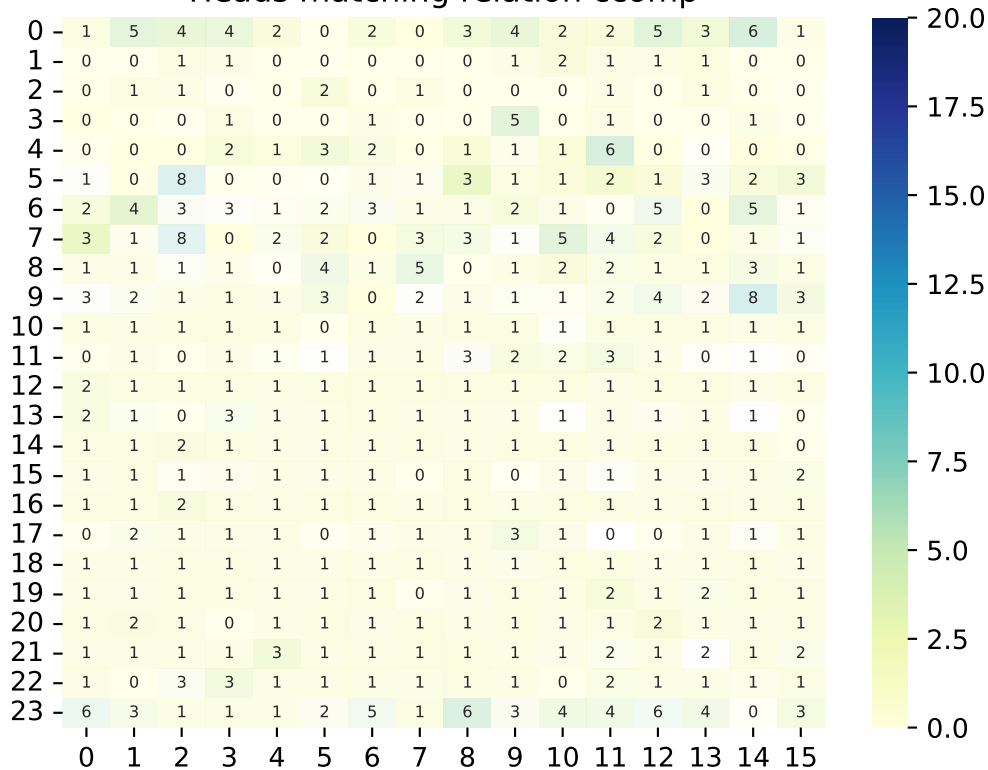 Heads matching relation ccomp
0 1 5 4 4 2 0 2 0 3 4 2 2 5 3 6 1
1 0 0 1 1 0 0 0 0 0 1 2 1 1 1 0 0
2 0 1 1 0 0 2 0 1 0 0 0 1 0 1 0 0
3 0 0 0 1 0 0 1 0 0 5 0 1 0 0 1 0
4 0 0 0 2 1 3 2 0 1 1 1 6 0 0 0 0
5 1 0 8 0 0 0 1 1 3 1 1 2 1 3 2 3
6 2 4 3 3 1 2 3 1 1 2 1 0 5 0 5 1
7 3 1 8 0 2 2 0 3 3 1 5 4 2 0 1 1
8 1 1 1 1 0 4 1 5 0 1 2 2 1 1 3 1
9 3 2 1 1 1 3 0 2 1 1 1 2 4 2 8 3
10 1 1 1 1 1 0 1 1 1 1 1 1 1 1 1 1
11 0 1 0 1 1 1 1 1 3 2 2 3 1 0 1 0
12 2 1 1 1 1 1 1 1 1 1 1 1 1 1 1 1
13 2 1 0 3 1 1 1 1 1 1 1 1 1 1 1 0
14 1 1 2 1 1 1 1 1 1 1 1 1 1 1 1 0
15 1 1 1 1 1 1 1 0 1 0 1 1 1 1 1 2
16 1 1 2 1 1 1 1 1 1 1 1 1 1 1 1 1
17 0 2 1 1 1 0 1 1 1 3 1 0 0 1 1 1
18 1 1 1 1 1 1 1 1 1 1 1 1 1 1 1 1
19 1 1 1 1 1 1 1 0 1 1 1 2 1 2 1 1
20 1 2 1 0 1 1 1 1 1 1 1 1 2 1 1 1
21 1 1 1 1 3 1 1 1 1 1 1 2 1 2 1 2
22 1 0 3 3 1 1 1 1 1 1 0 2 1 1 1 1
23 6 3 1 1 1 2 5 1 6 3 4 4 6 4 0 3
0 1 2 3 4 5 6 7 8 9 10 11 12 13 14 15
20.0
17.5
15.0
12.5
10.0
7.5
5.0
2.5
0.0